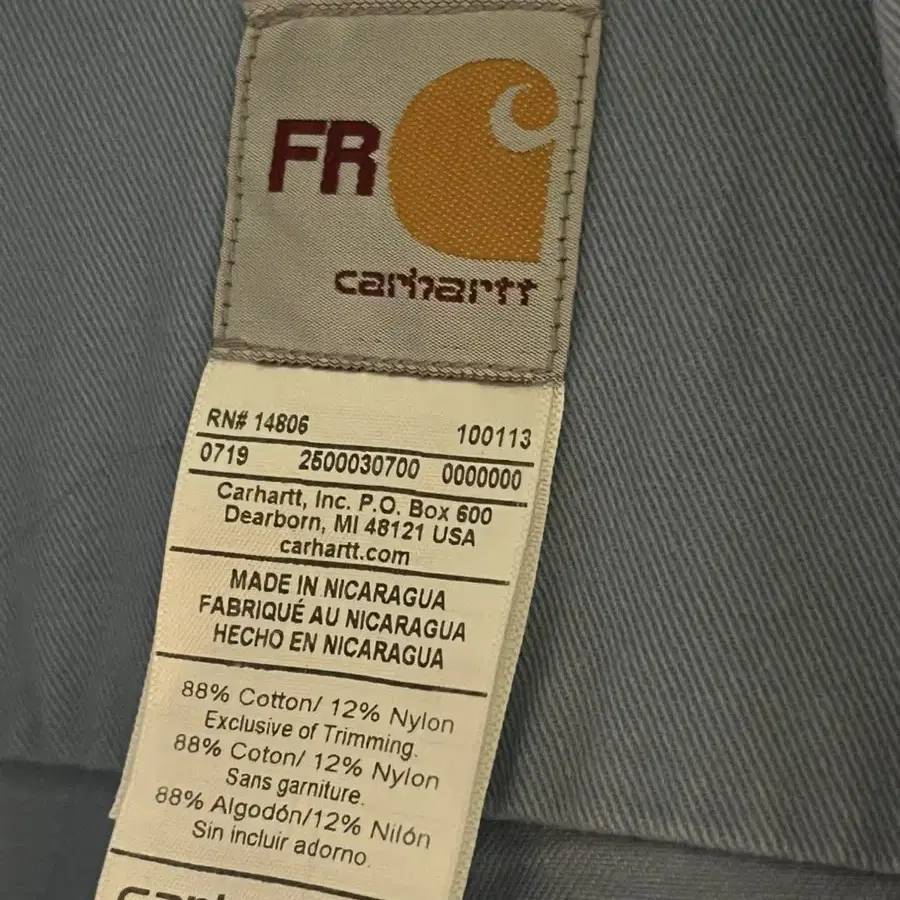 FR
carhartt
RN# 14806 100113
0719 2500030700 0000000
Carhartt, Inc. P.O. Box 600
Dearborn, MI 48121 USA
carhartt.com
MADE IN NICARAGUA
FABRIQUÉ AU NICARAGUA
HECHO EN NICARAGUA
88% Cotton/ 12% Nylon
Exclusive of Trimming.
88% Coton/ 12% Nylon
Sans garniture.
88% Algodón/12% Nilón
Sin incluir adorno.